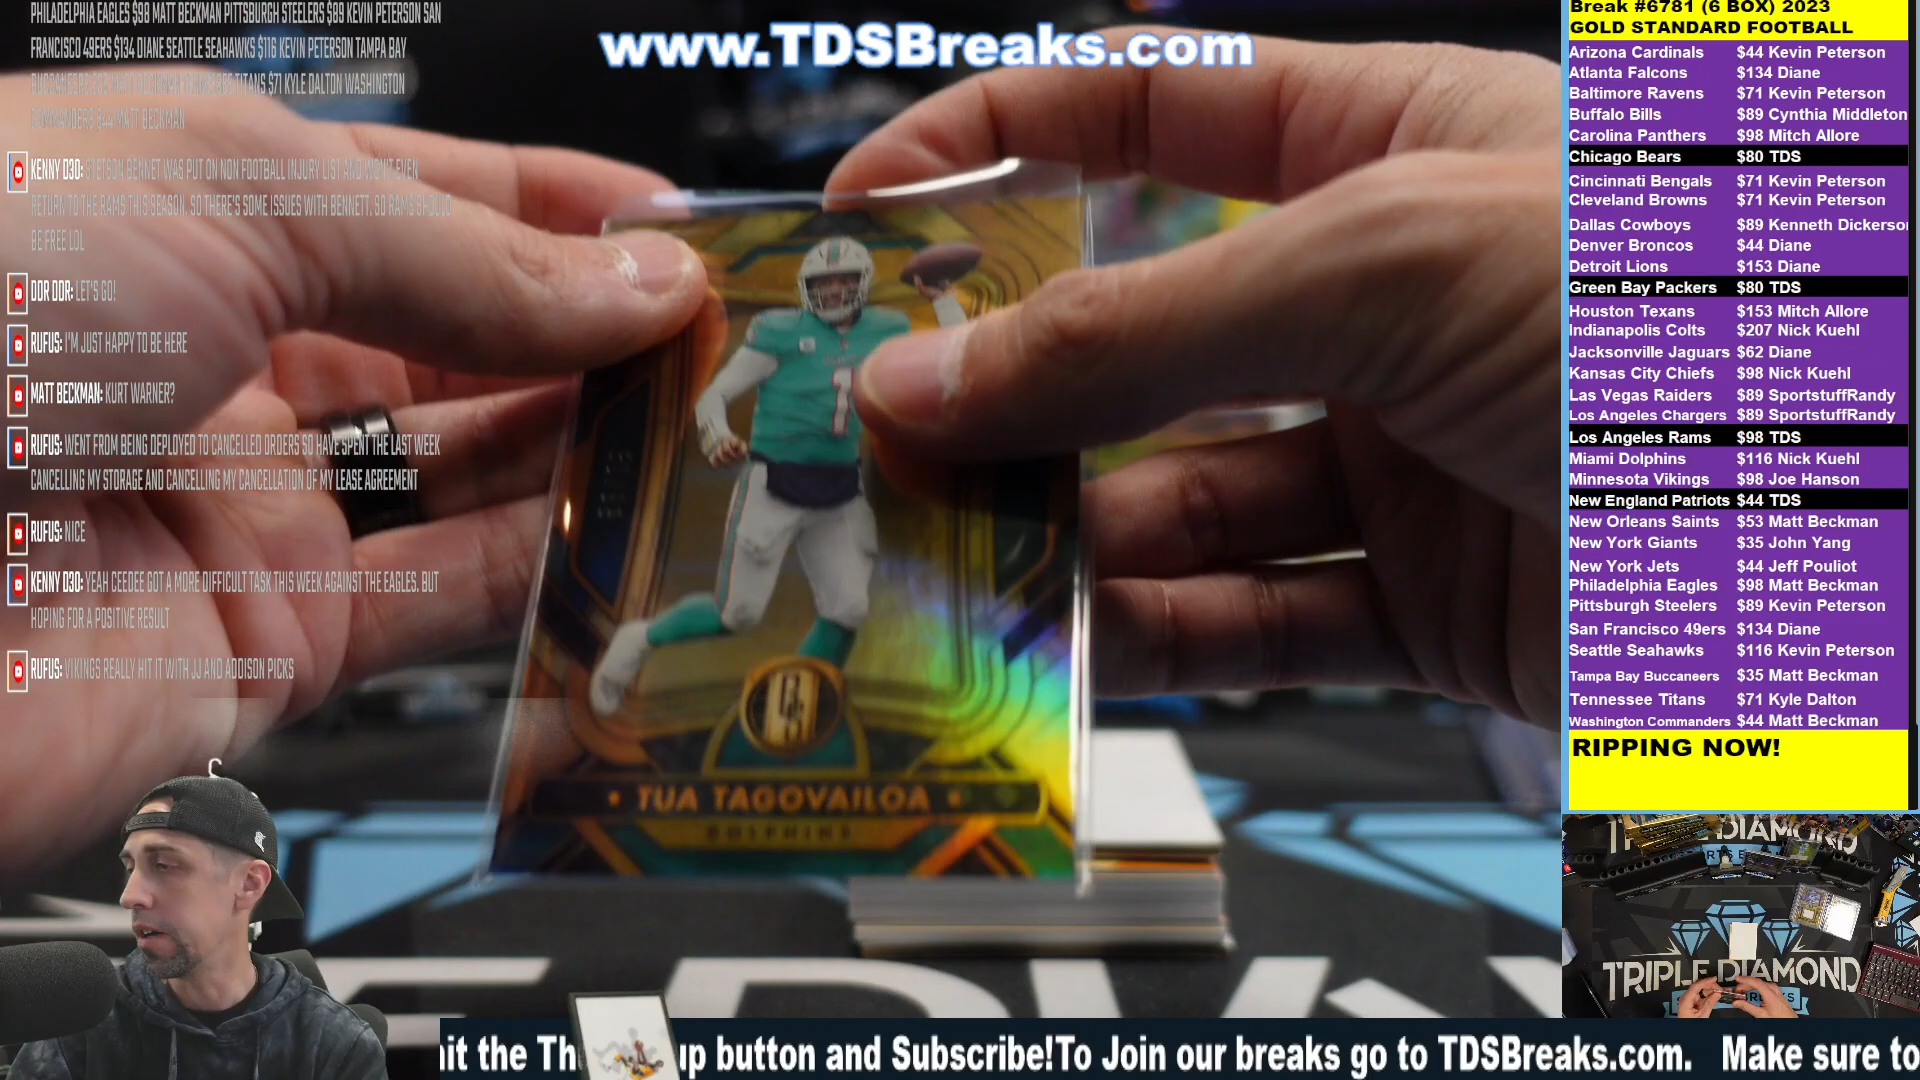 PHILADELPHIA EAGLES $98 MATT BECKMAN PITTSBURGH STEELERS $89 KEVIN PETERSON SAN
FRANCISCO 49ERS $134 DIANE SEATTLE SEAHAWKS $116 KEVIN PETERSON TAMPA BAY
BUCCANEERS $35 MATT BECKMAN TENNESSEE TITANS $71 KYLE DALTON WASHINGTON
COMMANDERS $44 MATT BECKMAN
KENNY D30: STETSON BENNET WAS PUT ON NON FOOTBALL INJURY LIST AND WON'T EVEN
RETURN TO THE RAMS THIS SEASON. SO THERE'S SOME ISSUES WITH BENNETT. SO RAMS SHOULD
BE FREE LOL
DOR DOR: LET'S GO!
RUFUS: I'M JUST HAPPY TO BE HERE
MATT BECKMAN: KURT WARNER?
RUFUS: WENT FROM BEING DEPLOYED TO CANCELLED ORDERS SO HAVE SPENT THE LAST WEEK
CANCELLING MY STORAGE AND CANCELLING MY CANCELLATION OF MY LEASE AGREEMENT
RUFUS: NICE
KENNY D30: YEAH CEEDEE GOT A MORE DIFFICULT TASK THIS WEEK AGAINST THE EAGLES. BUT
HOPING FOR A POSITIVE RESULT
RUFUS: VIKINGS REALLY HIT IT WITH JJ AND ADDISON PICKS
www.TDSBreaks.com
1
TUA TAGOVAILOA
DOLPHINS
Break #6781 (6 BOX) 2023
GOLD STANDARD FOOTBALL
Arizona Cardinals $44 Kevin Peterson
Atlanta Falcons $134 Diane
Baltimore Ravens $71 Kevin Peterson
Buffalo Bills $89 Cynthia Middleton
Carolina Panthers $98 Mitch Allore
Chicago Bears $80 TDS
Cincinnati Bengals $71 Kevin Peterson
Cleveland Browns $71 Kevin Peterson
Dallas Cowboys $89 Kenneth Dickerson
Denver Broncos $44 Diane
Detroit Lions $153 Diane
Green Bay Packers $80 TDS
Houston Texans $153 Mitch Allore
Indianapolis Colts $207 Nick Kuehl
Jacksonville Jaguars $62 Diane
Kansas City Chiefs $98 Nick Kuehl
Las Vegas Raiders $89 SportstuffRandy
Los Angeles Chargers $89 SportstuffRandy
Los Angeles Rams $98 TDS
Miami Dolphins $116 Nick Kuehl
Minnesota Vikings $98 Joe Hanson
New England Patriots $44 TDS
New Orleans Saints $53 Matt Beckman
New York Giants $35 John Yang
New York Jets $44 Jeff Pouliot
Philadelphia Eagles $98 Matt Beckman
Pittsburgh Steelers $89 Kevin Peterson
San Francisco 49ers $134 Diane
Seattle Seahawks $116 Kevin Peterson
Tampa Bay Buccaneers $35 Matt Beckman
Tennessee Titans $71 Kyle Dalton
Washington Commanders $44 Matt Beckman
RIPPING NOW!
TRIPLE DIAMOND
hit the Th up button and Subscribe!To Join our breaks go to TDSBreaks.com. Make sure to